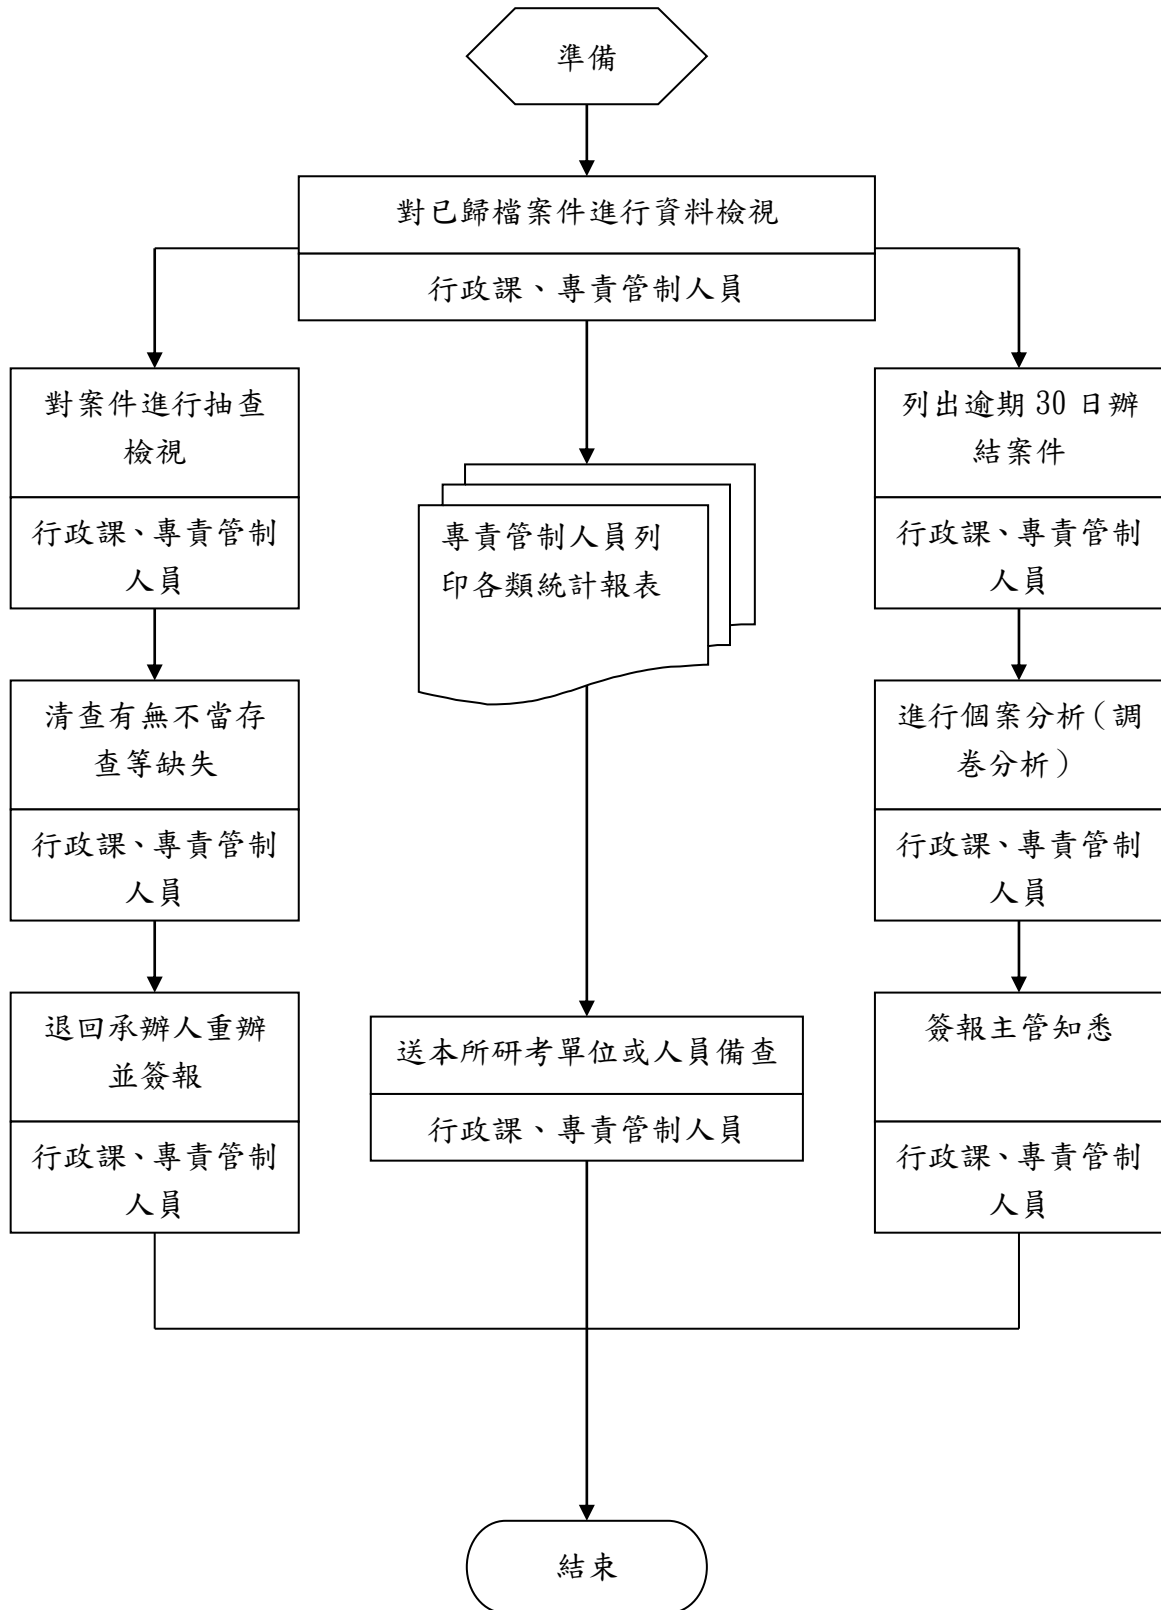 準備
對已歸檔案件進行資料檢視
行政課、專責管制人員
對案件進行抽查
檢視
行政課、專責管制
人員
清查有無不當存
查等缺失
行政課、專責管制
人員
退回承辦人重辦
並簽報
行政課、專責管制
人員
專責管制人員列
印各類統計報表
送本所研考單位或人員備查
行政課、專責管制人員
列出逾期 30 日辦
結案件
行政課、專責管制
人員
進行個案分析（調
卷分析）
行政課、專責管制
人員
簽報主管知悉
行政課、專責管制
人員
結束